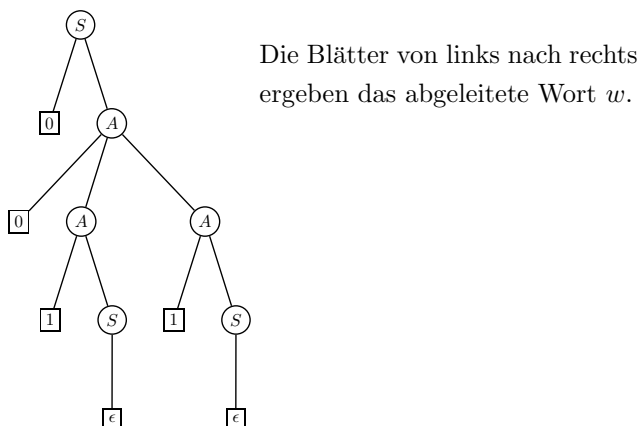 S
Die Blätter von links nach rechts
ergeben das abgeleitete Wort w.
0 A
0 A A
1 S 1 S
ϵ ϵ